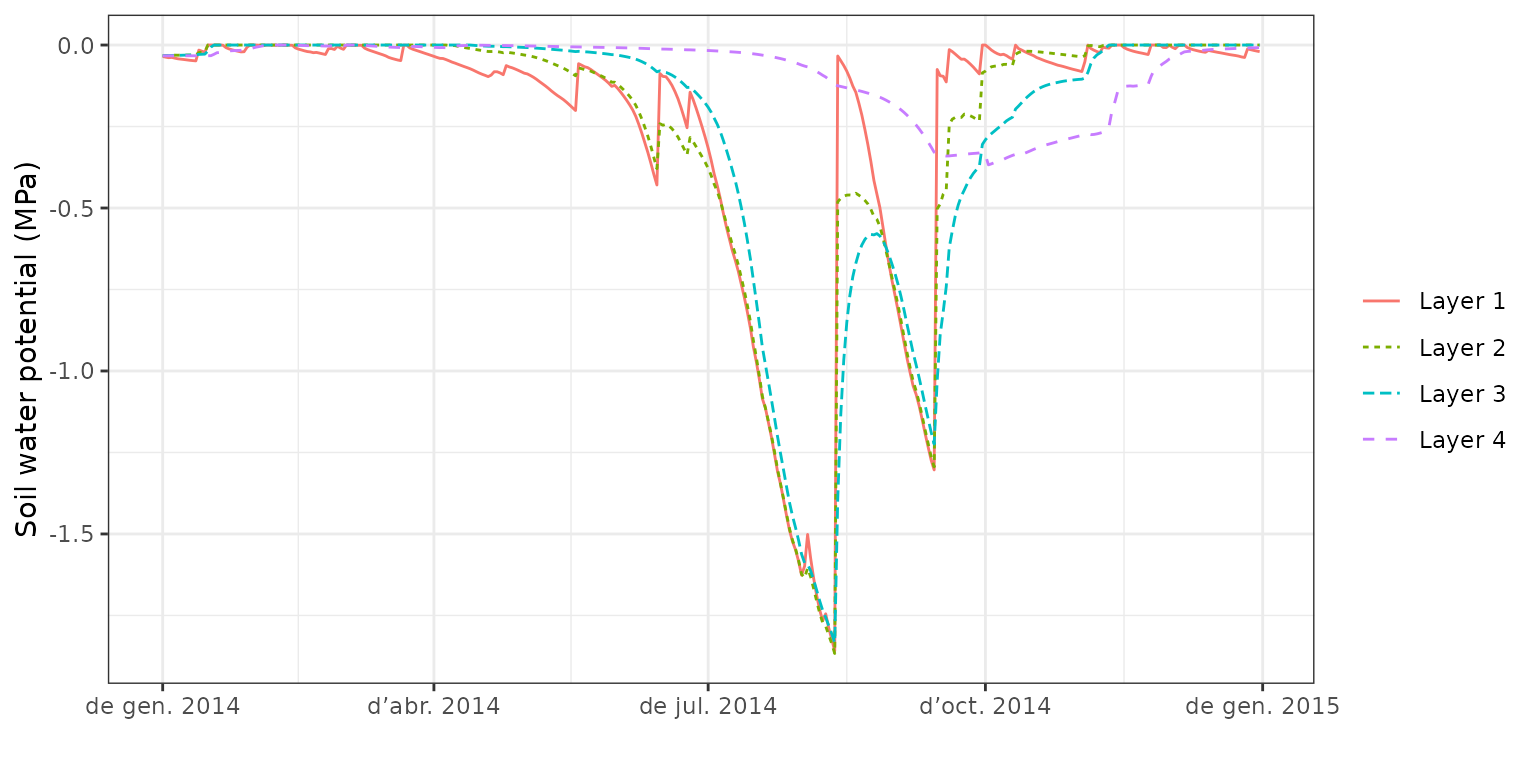 Soil water potential (MPa)
0.0
-0.5
-1.0
-1.5
de gen. 2014
d’abr. 2014
de jul. 2014
d’oct. 2014
de gen. 2015
Layer 1
Layer 2
Layer 3
Layer 4